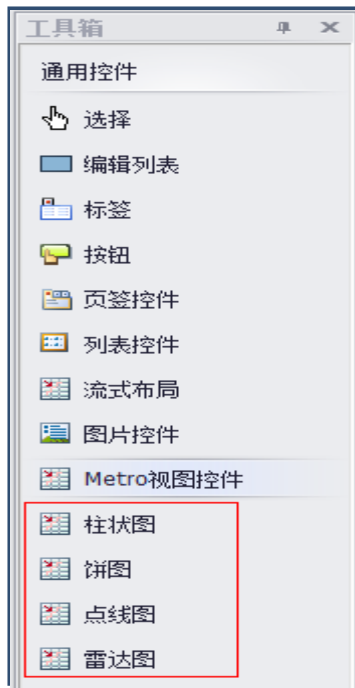 工具箱
通用控件
选择
编辑列表
标签
按钮
页签控件
列表控件
流式布局
图片控件
Metro视图控件
柱状图
饼图
点线图
雷达图